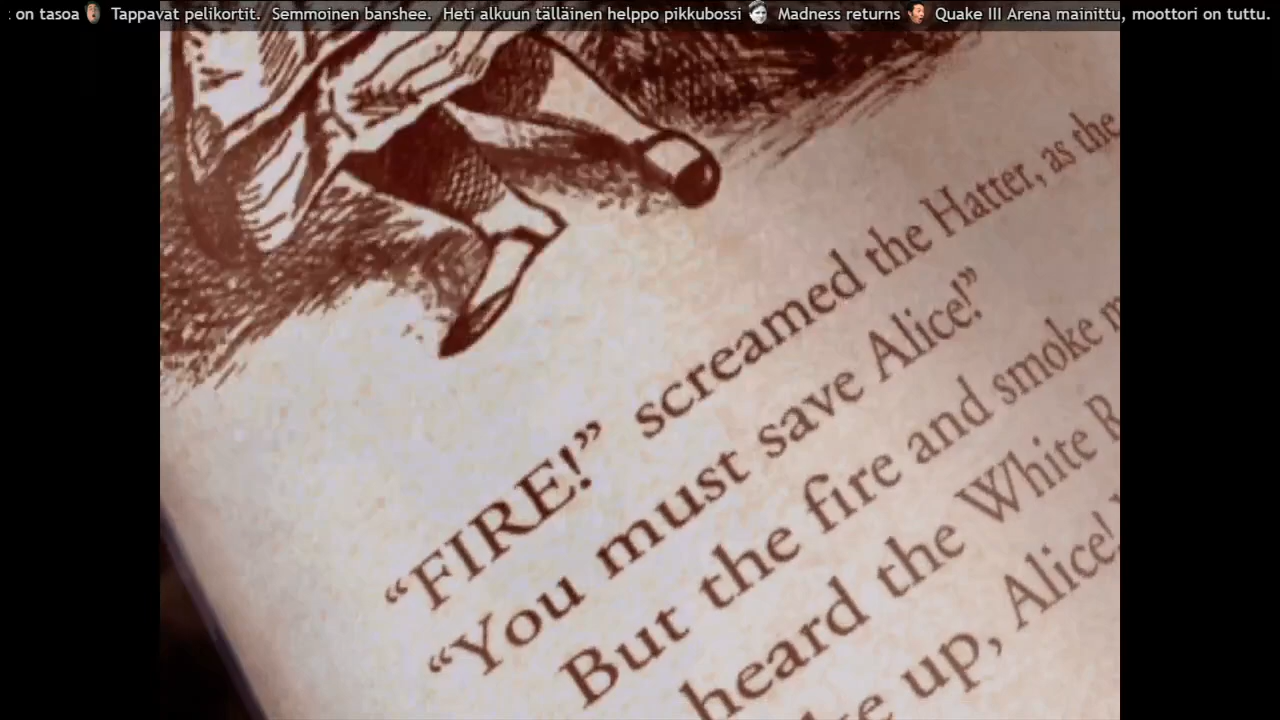 : on tasoa Tappavat pelikortit. Semmoinen banshee. Heti alkuun tälläinen helppo pikkubossi Madness returns Quake III Arena mainittu, moottori on tuttu.
“FIRE!” screamed the Hatter, as the
“You must save Alice!”
But the fire and smoke m
heard the White R
ke up, Alice!